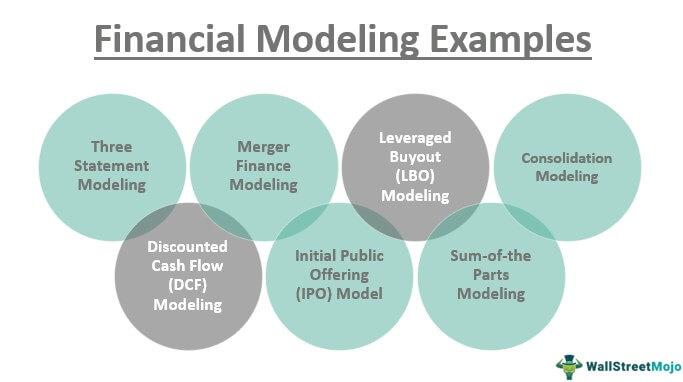 Financial Modeling Examples
Three
Statement
Modeling
Merger
Finance
Modeling
Leveraged
Buyout
(LBO)
Modeling
Consolidation
Modeling
Discounted
Cash Flow
(DCF)
Modeling
Initial Public
Offering
(IPO) Model
Sum-of-the
Parts
Modeling
WallStreetMojo